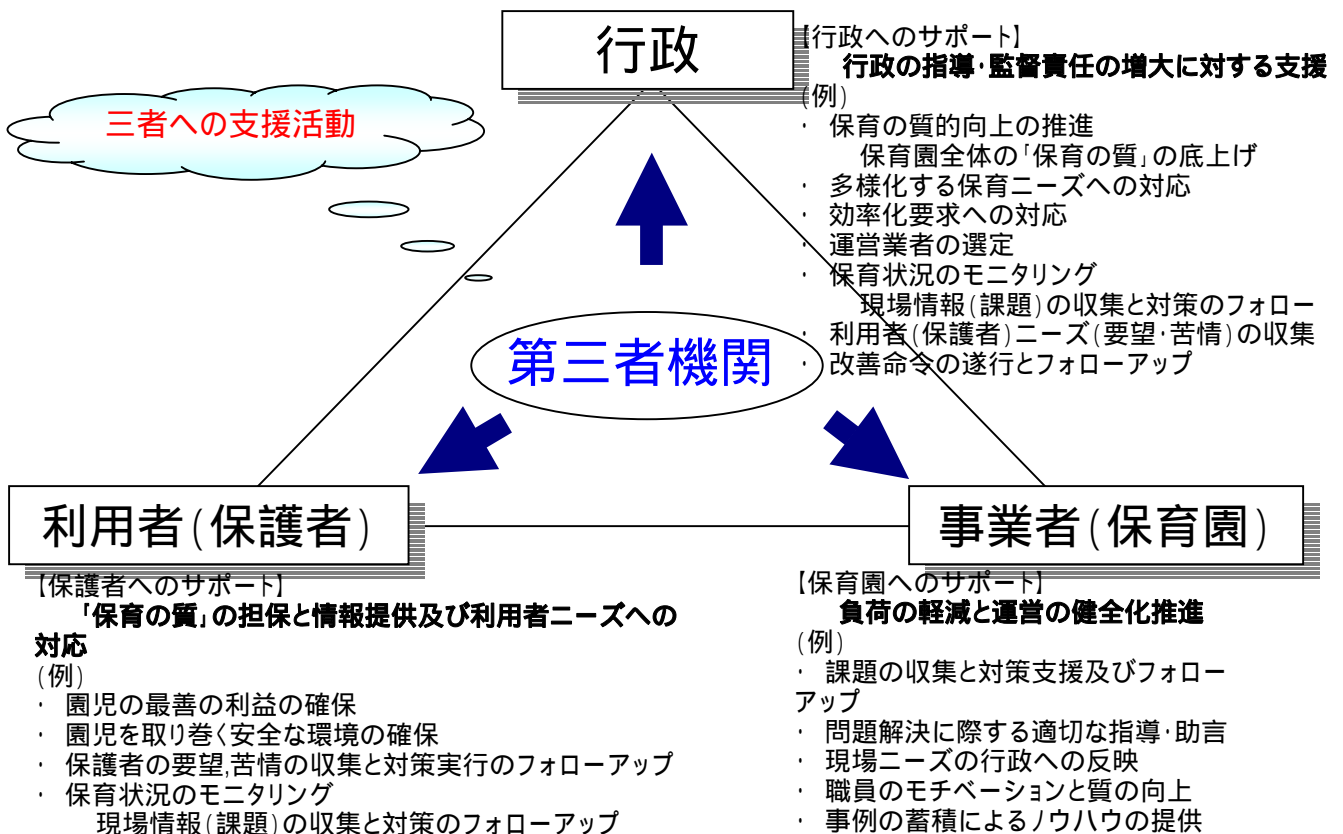 行政
【行政へのサポート】
行政の指導・監督責任の増大に対する支援
(例)
・ 保育の質的向上の推進
保育園全体の「保育の質」の底上げ
・ 多様化する保育ニーズへの対応
・ 効率化要求への対応
・ 運営業者の選定
・ 保育状況のモニタリング
現場情報(課題)の収集と対策のフォロー
・ 利用者(保護者)ニーズ(要望・苦情)の収集
・ 改善命令の遂行とフォローアップ
三者への支援活動
第三者機関
利用者(保護者)
【保護者へのサポート】
「保育の質」の担保と情報提供及び利用者ニーズへの
対応
(例)
・ 園児の最善の利益の確保
・ 園児を取り巻く安全な環境の確保
・ 保護者の要望,苦情の収集と対策実行のフォローアップ
・ 保育状況のモニタリング
現場情報(課題)の収集と対策のフォローアップ
事業者(保育園)
【保育園へのサポート】
負荷の軽減と運営の健全化推進
(例)
・ 課題の収集と対策支援及びフォロー
アップ
・ 問題解決に際する適切な指導・助言
・ 現場ニーズの行政への反映
・ 職員のモチベーションと質の向上
・ 事例の蓄積によるノウハウの提供